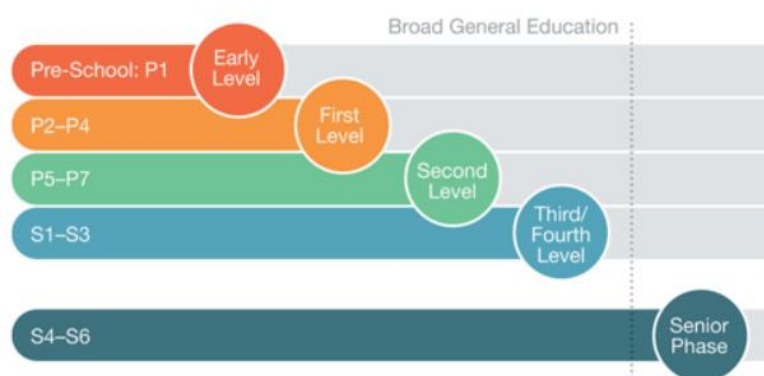 Broad General Education
Pre-School: P1
Early
Level
P2–P4
First
Level
P5–P7
Second
Level
S1–S3
Third/
Fourth
Level
S4–S6
Senior
Phase